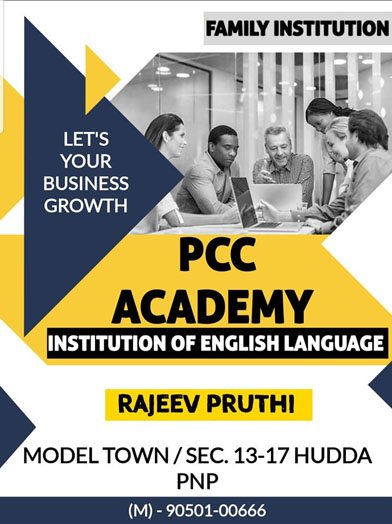 FAMILY INSTITUTION
LET'S
YOUR
BUSINESS
GROWTH
PCC
ACADEMY
INSTITUTION OF ENGLISH LANGUAGE
RAJEEV PRUTHI
MODEL TOWN / SEC. 13-17 HUDDA
PNP
(M) - 90501-00666